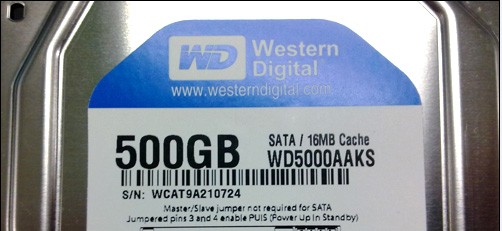 WD Western
Digital
www.westerndigital.com
500GB SATA / 16MB Cache
WD5000AAKS
S/N: WCAT9A210724
Master/Slave jumper not required for SATA
Jumpered pins 3 and 4 enable PUIS (Power Up In Standby)